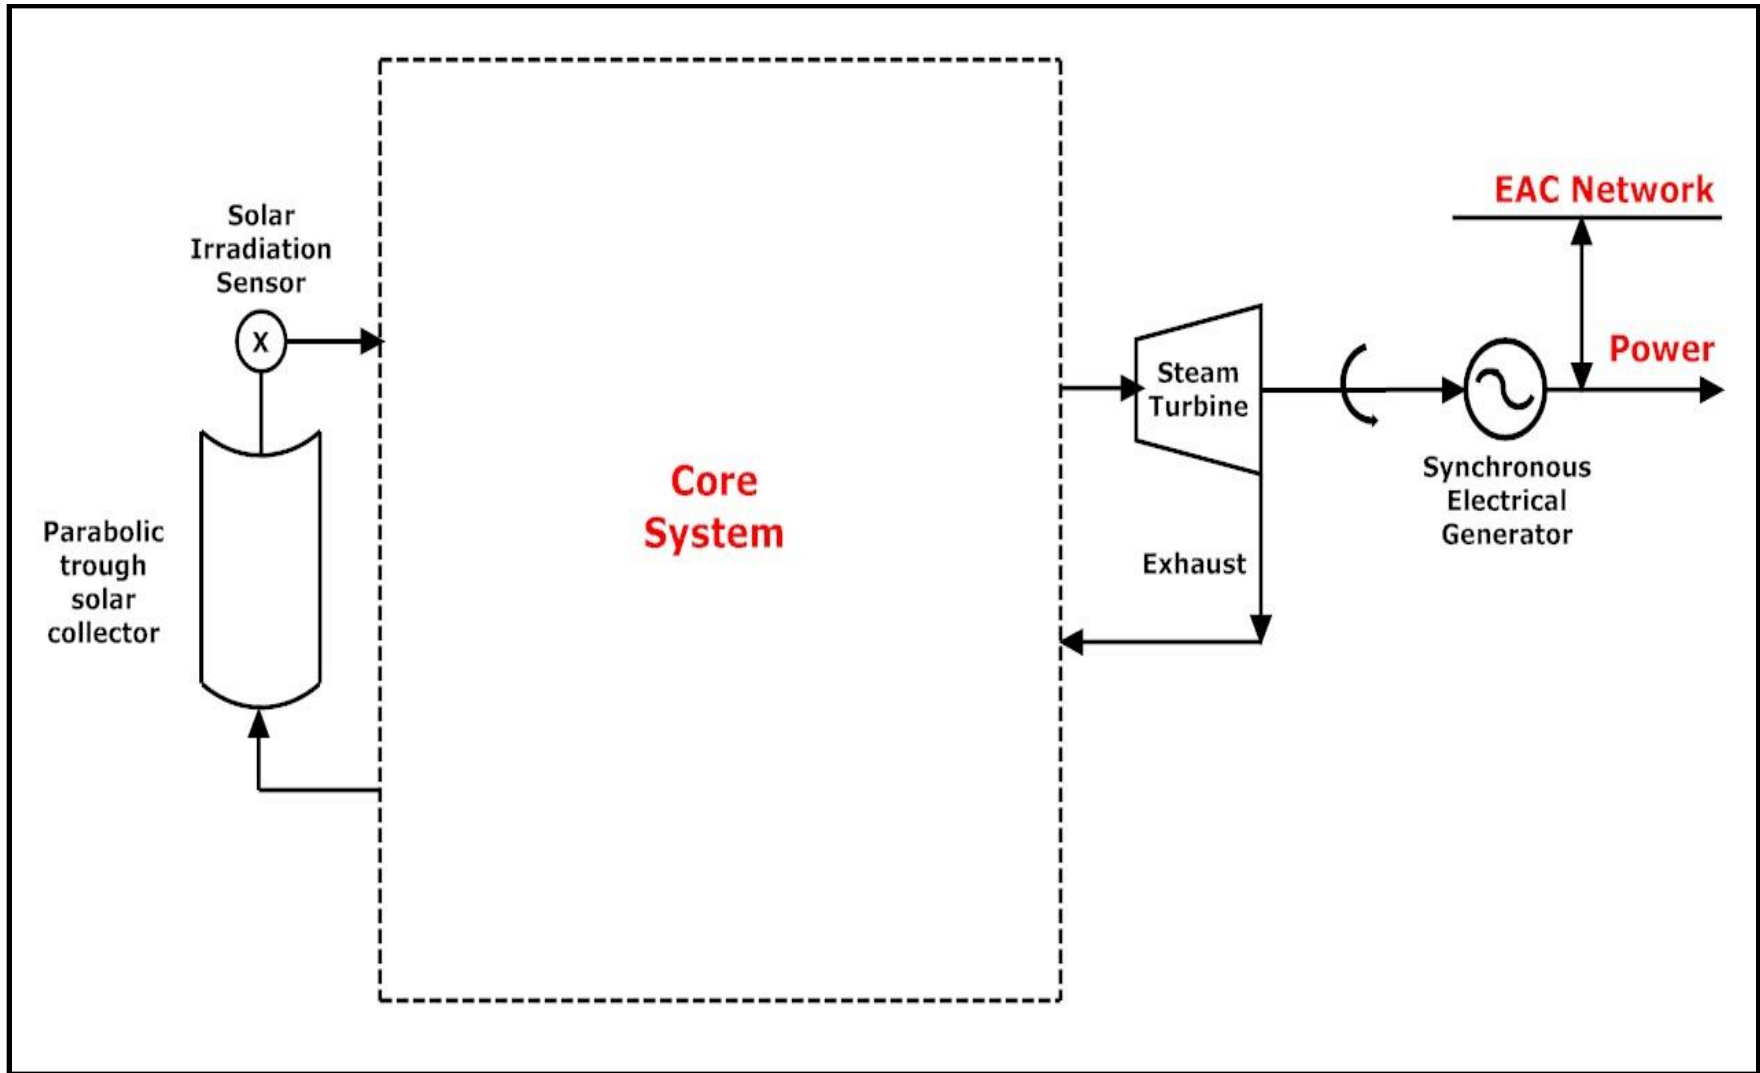 Solar
Irradiation
Sensor
X
Parabolic
trough
solar
collector
Core
System
Steam
Turbine
Exhaust
EAC Network
Power
Synchronous
Electrical
Generator